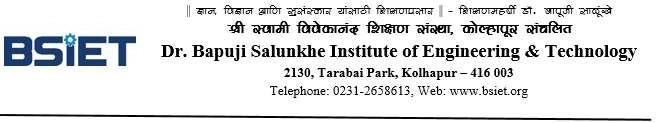 || ज्ञान, विज्ञान आणि सुसंस्कार यांसाठी शिक्षणप्रसार || - शिक्षणमहर्षी डॉ. बापूजी साळुंखे
श्री स्वामी विवेकानंद शिक्षण संस्था, कोल्हापूर संचलित
BSIET
Dr. Bapuji Salunkhe Institute of Engineering & Technology
2130, Tarabai Park, Kolhapur – 416 003
Telephone: 0231-2658613, Web: www.bsiet.org